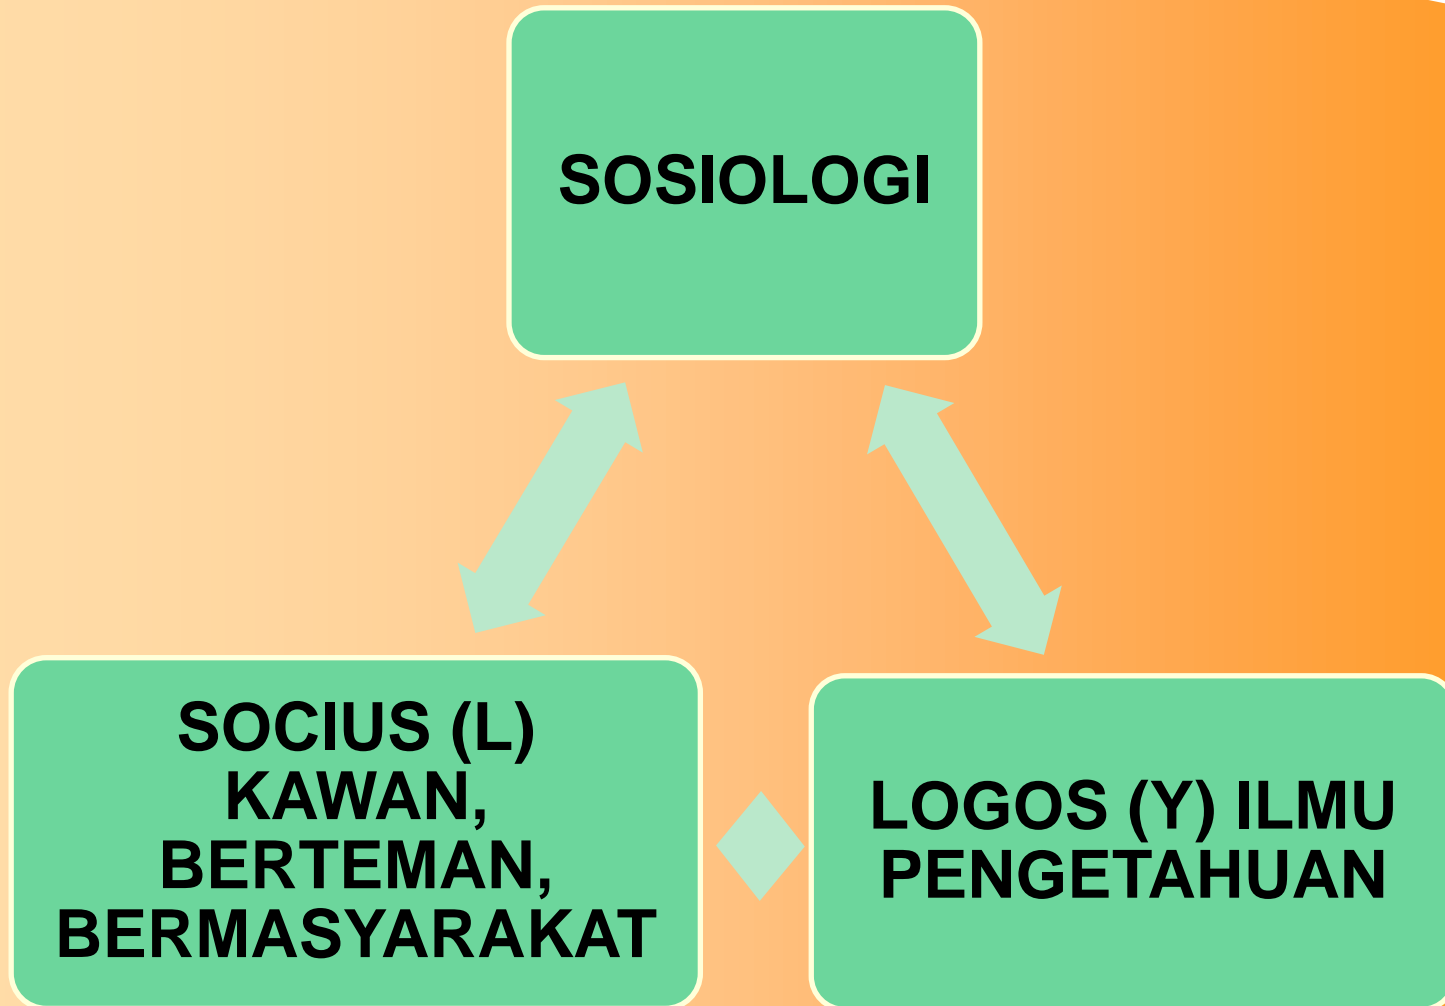 SOSIOLOGI
SOCIUS (L)
KAWAN,
BERTEMAN,
BERMASYARAKAT
LOGOS (Y) ILMU
PENGETAHUAN